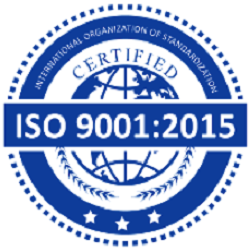 INTERNATIONAL ORGANIZATION OF STANDARDIZATION
CERTIFIED
ISO 9001:2015